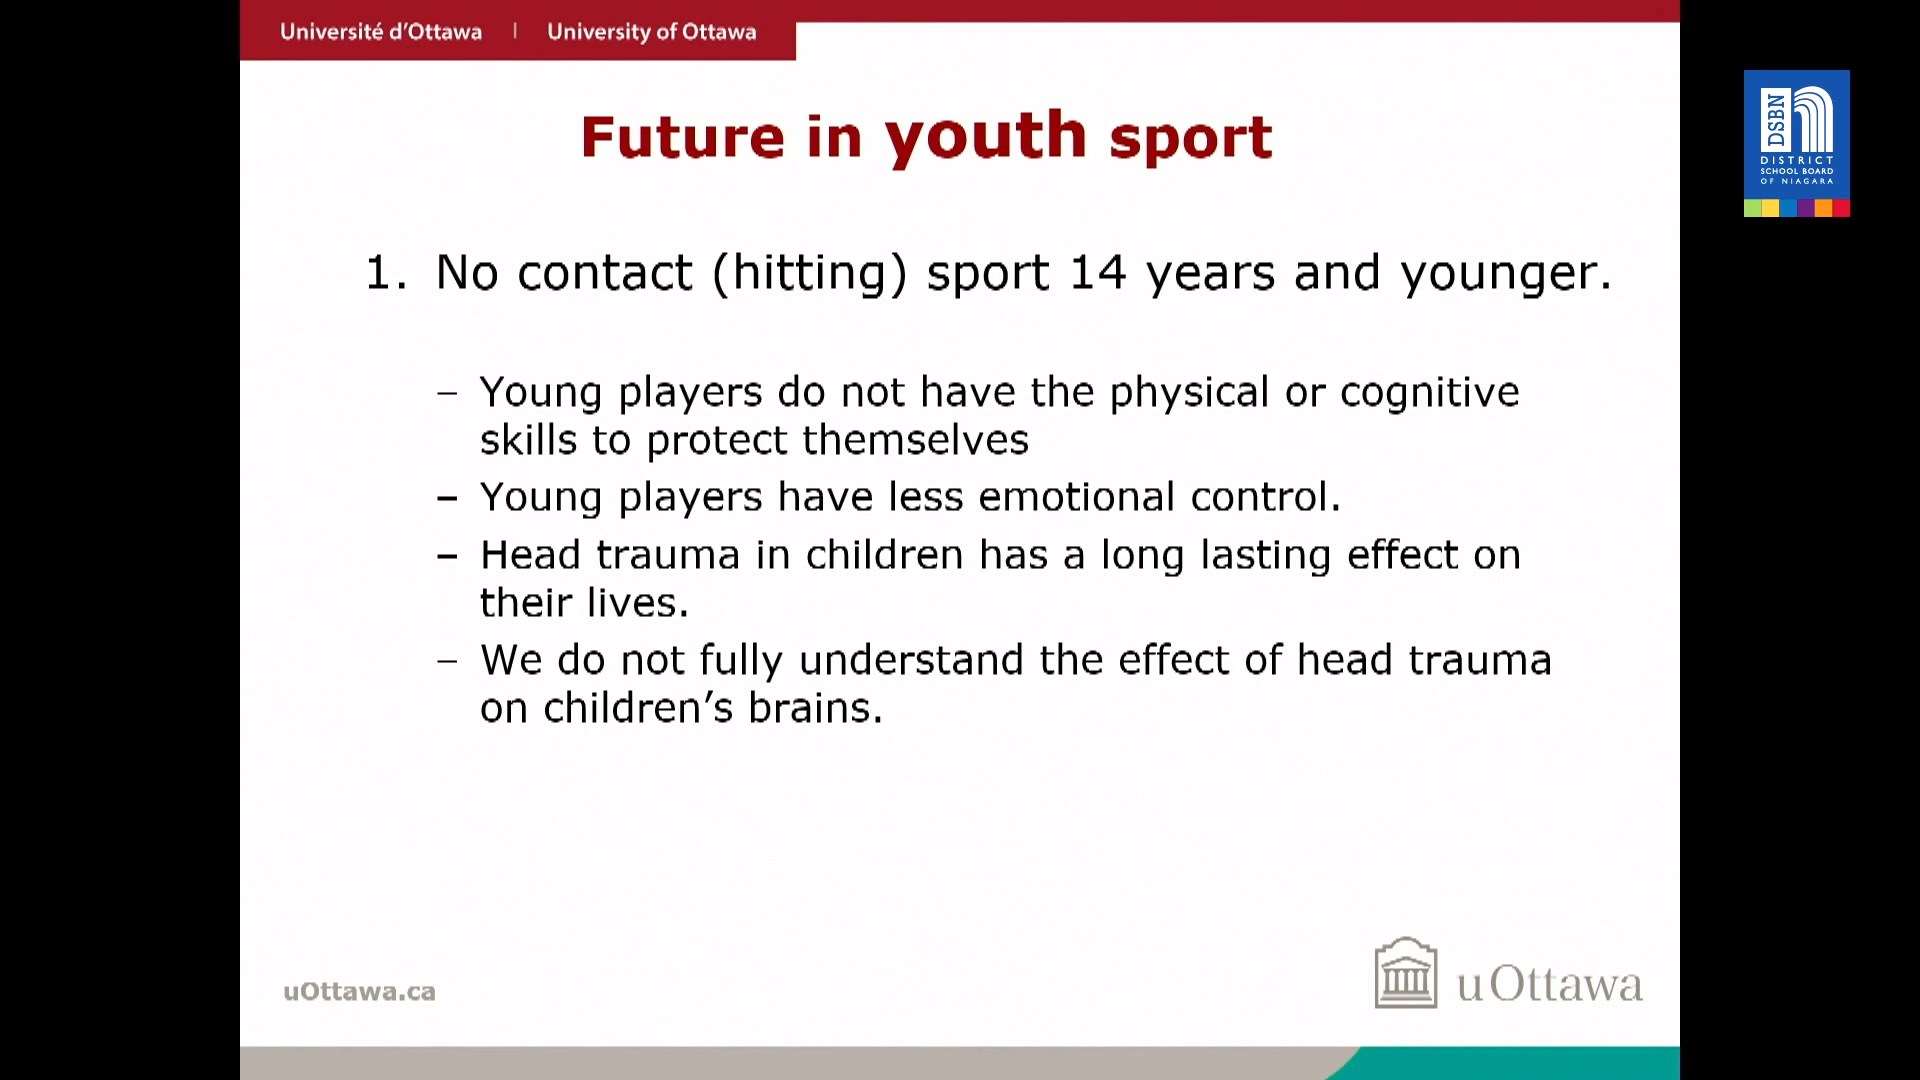 Université d'Ottawa | University of Ottawa
DSBN
DISTRICT
SCHOOL BOARD
OF NIAGARA
Future in youth sport
1. No contact (hitting) sport 14 years and younger.
– Young players do not have the physical or cognitive
skills to protect themselves
– Young players have less emotional control.
– Head trauma in children has a long lasting effect on
their lives.
– We do not fully understand the effect of head trauma
on children’s brains.
uOttawa.ca
uOttawa